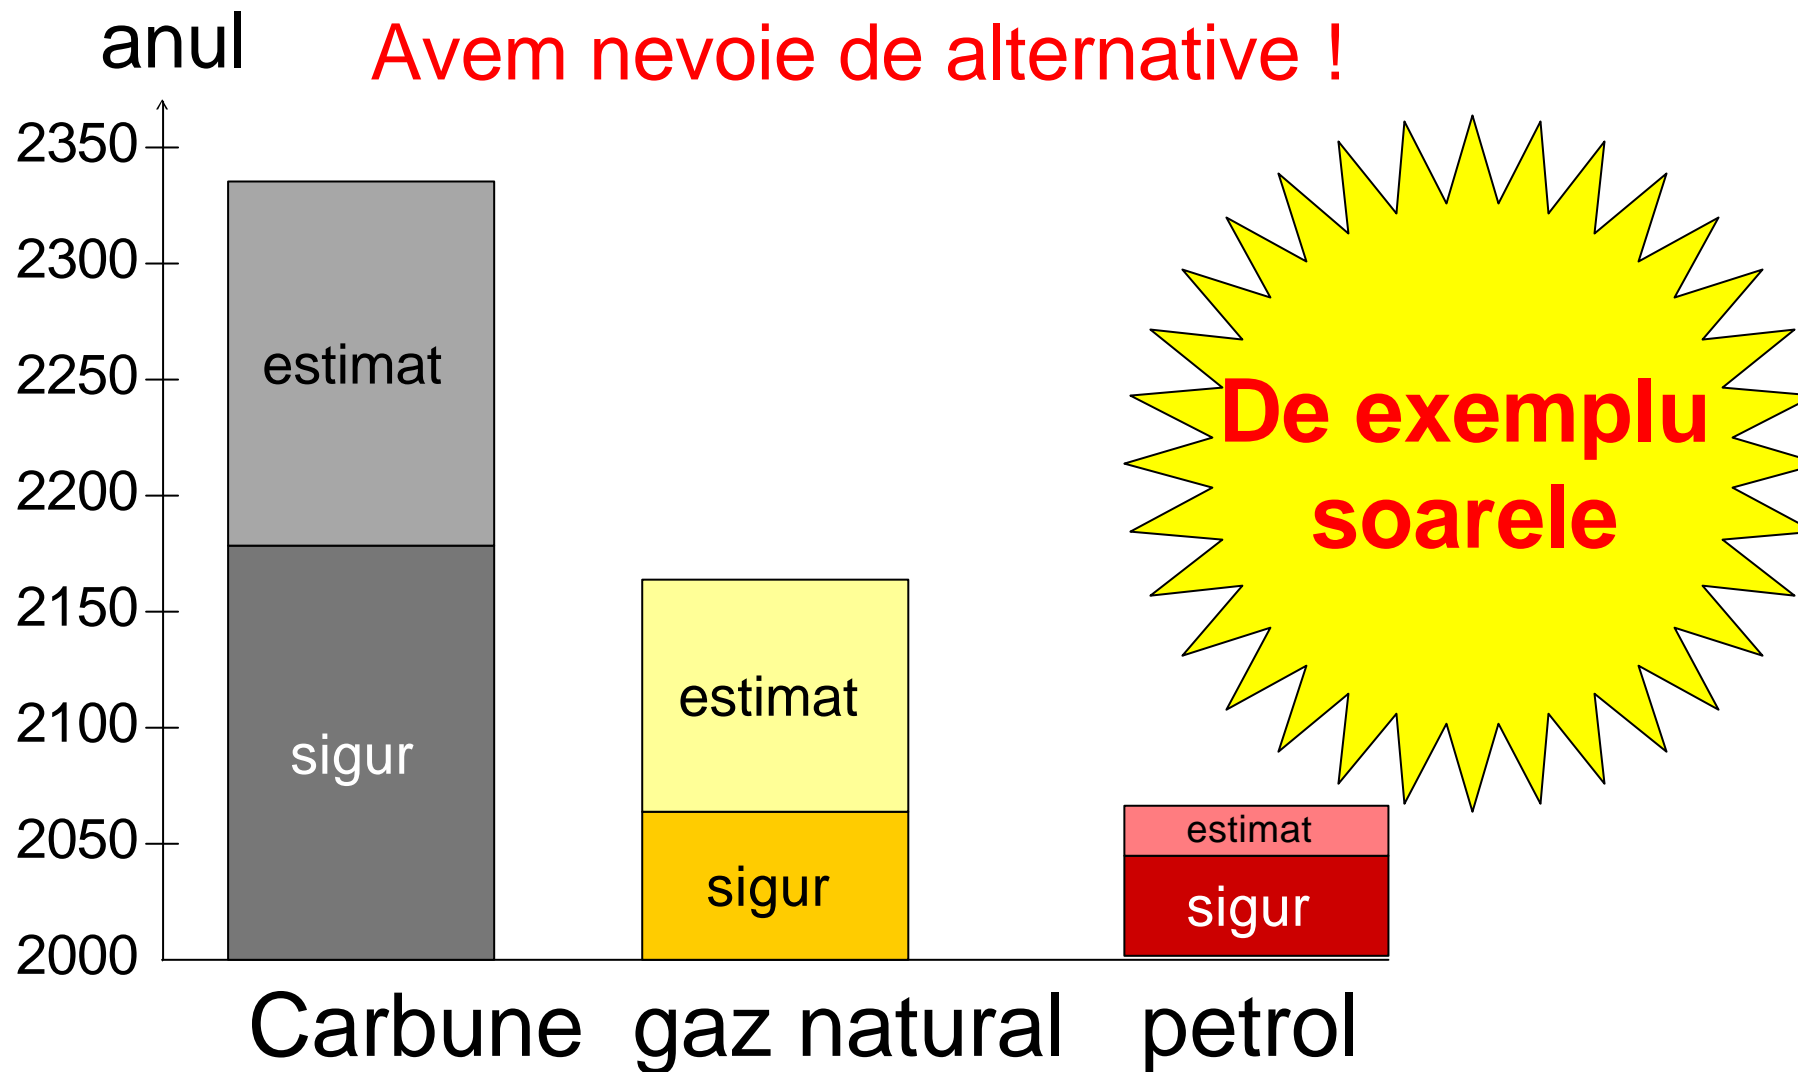 anul
Avem nevoie de alternative !
2350
2300
2250
2200
2150
2100
2050
2000
estimat
sigur
estimat
sigur
estimat
sigur
De exemplu
soarele
Carbune
gaz natural
petrol